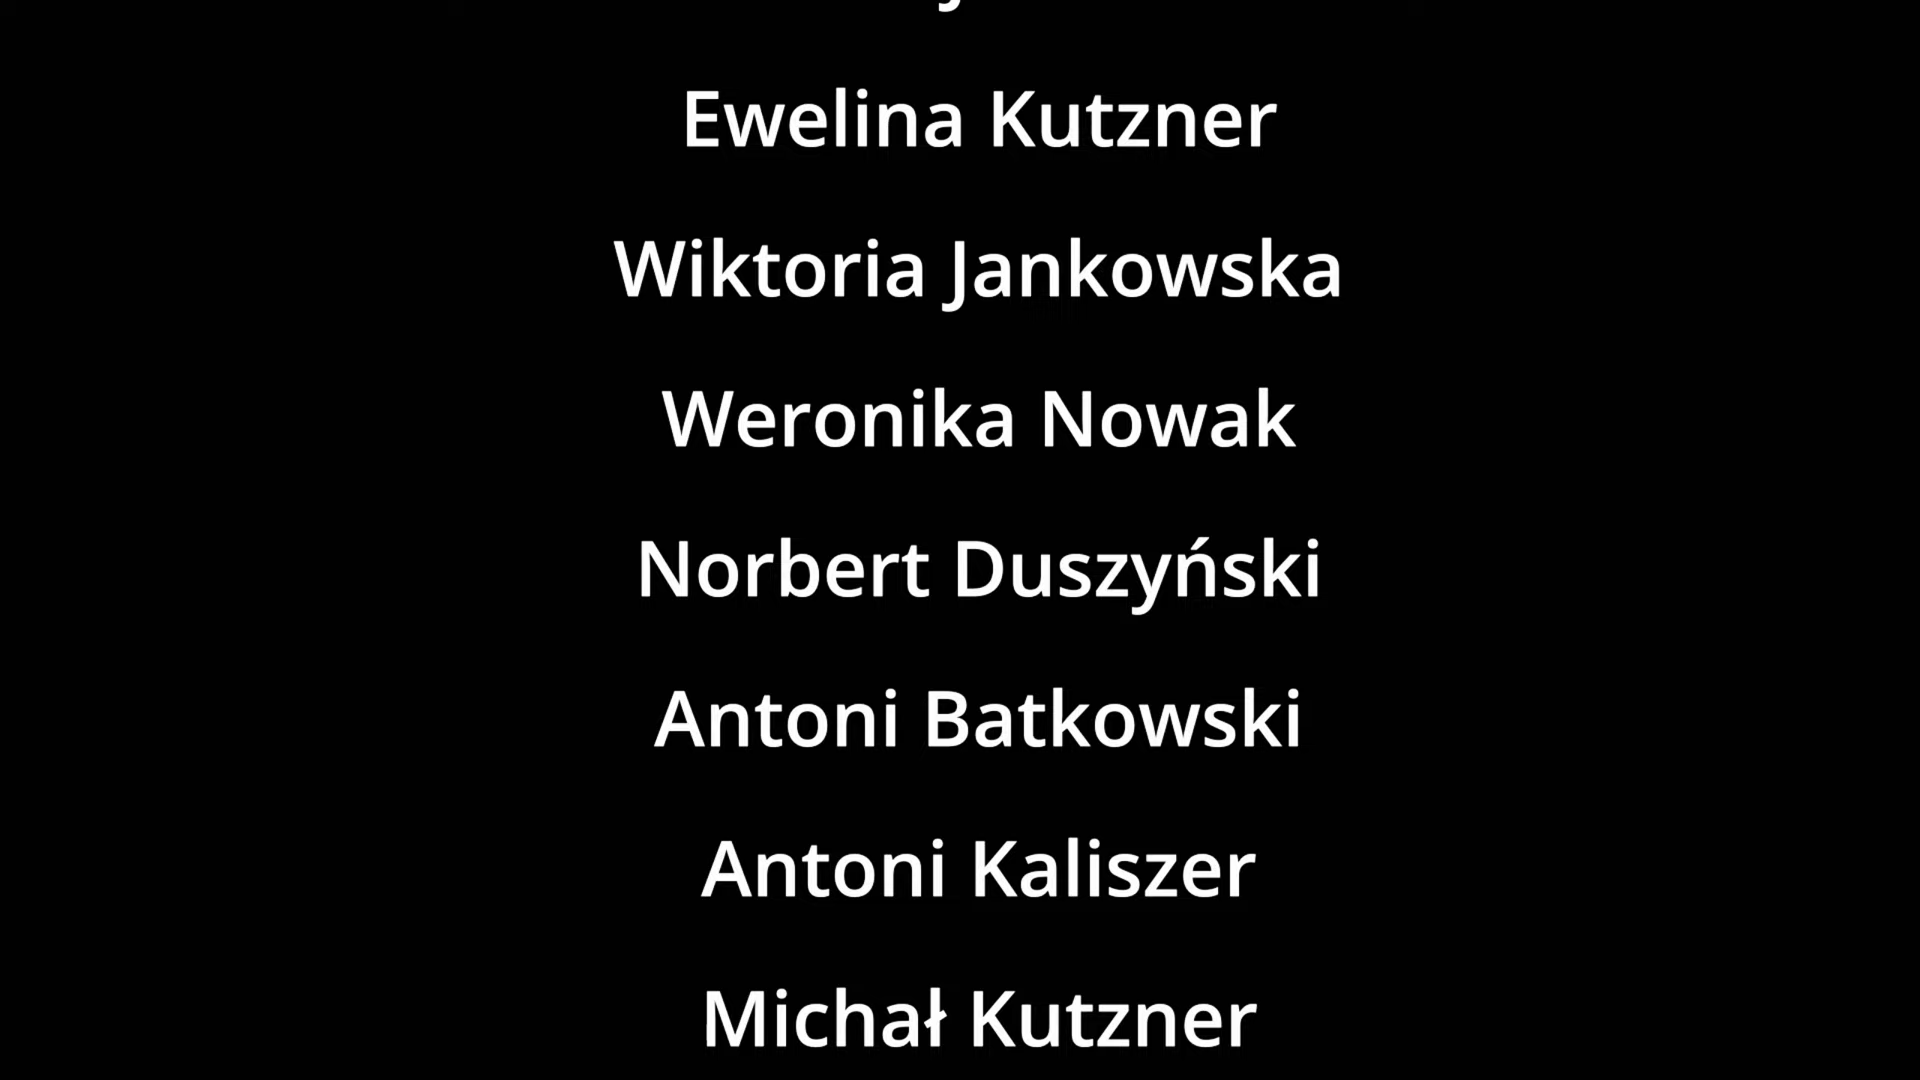 Ewelina Kutzner
Wiktoria Jankowska
Weronika Nowak
Norbert Duszyński
Antoni Batkowski
Antoni Kaliszer
Michał Kutzner